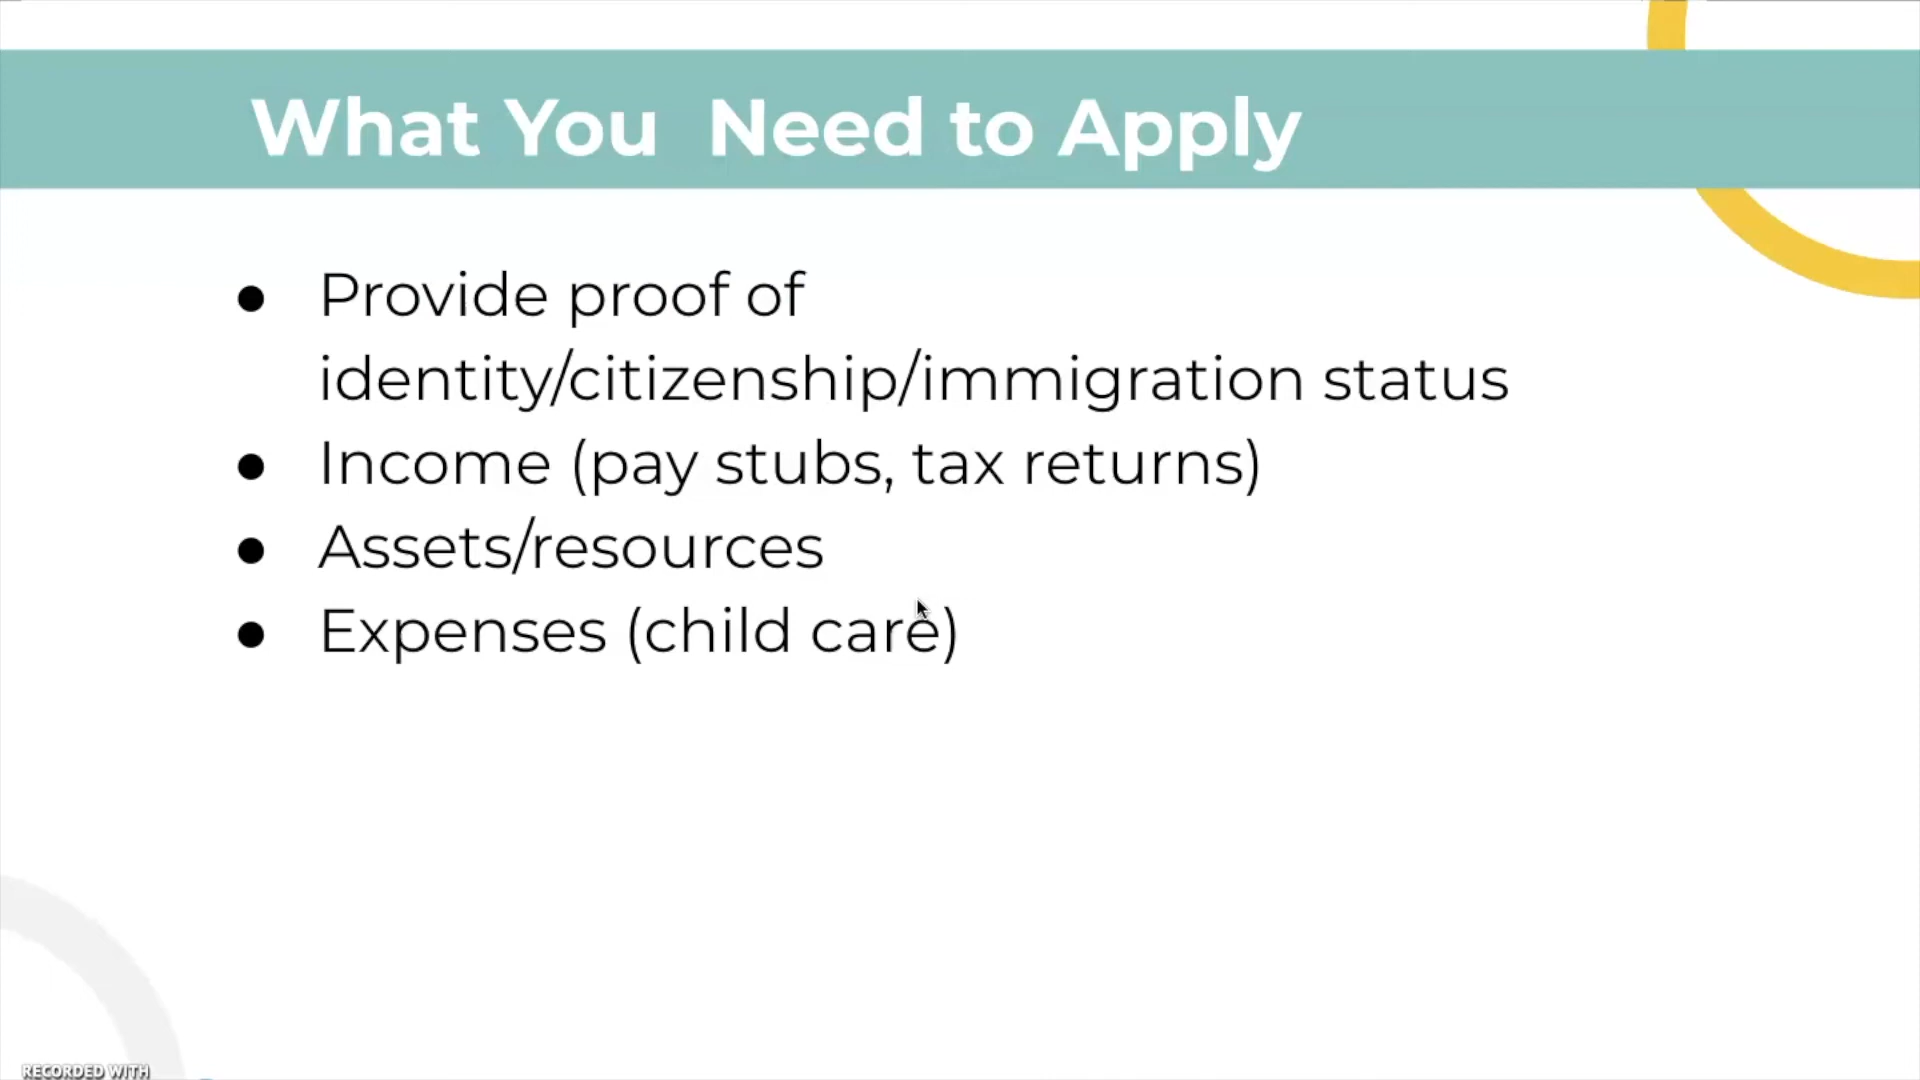 What You  Need to Apply
● Provide proof of
identity/citizenship/immigration status
● Income (pay stubs, tax returns)
● Assets/resources
● Expenses (child care)
RECORDED WITH